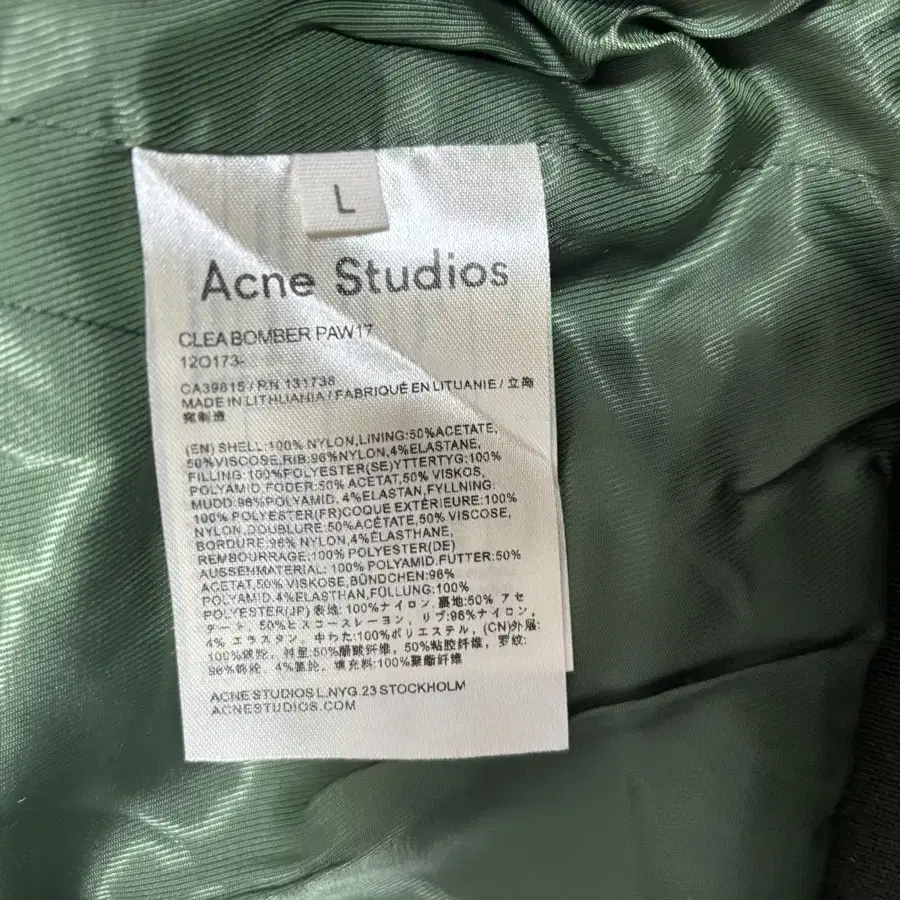 L
Acne Studios
CLEA BOMBER PAW17
12O173-
CA39815 / RN 131738
MADE IN LITHUANIA / FABRIQUÉ EN LITUANIE / 立陶
宛制造
(EN) SHELL:100% NYLON,LINING:50%ACETATE,
50%VISCOSE,RIB:96%NYLON,4%ELASTANE,
FILLING:100%POLYESTER(SE)YTTERTYG:100%
POLYAMID,FODER:50% ACETAT,50% VISKOS,
MUDD:96%POLYAMID, 4%ELASTAN,FYLLNING:
100% POLYESTER(FR)COQUE EXTÉRIEURE:100%
NYLON,DOUBLURE:50%ACÉTATE,50% VISCOSE,
BORDURE:96% NYLON,4%ÉLASTHANE,
REMBOURRAGE:100% POLYESTER(DE)
AUSSENMATERIAL: 100% POLYAMID,FUTTER:50%
ACETAT,50% VISKOSE,BÜNDCHEN:96%
POLYAMID,4%ELASTHAN,FÜLLUNG:100%
POLYESTER(JP) 表地: 100%ナイロン, 裏地:50% アセ
テート, 50%ビスコースレーヨン, リブ:96%ナイロン,
4% エラスタン, 中わた:100%ポリエステル, (CN)外层:
100%锦纶, 衬里:50%醋酸纤维, 50%粘胶纤维, 罗纹:
96%锦纶, 4%氨纶, 填充料:100%聚酯纤维
ACNE STUDIOS L.NYG.23 STOCKHOLM
ACNESTUDIOS.COM